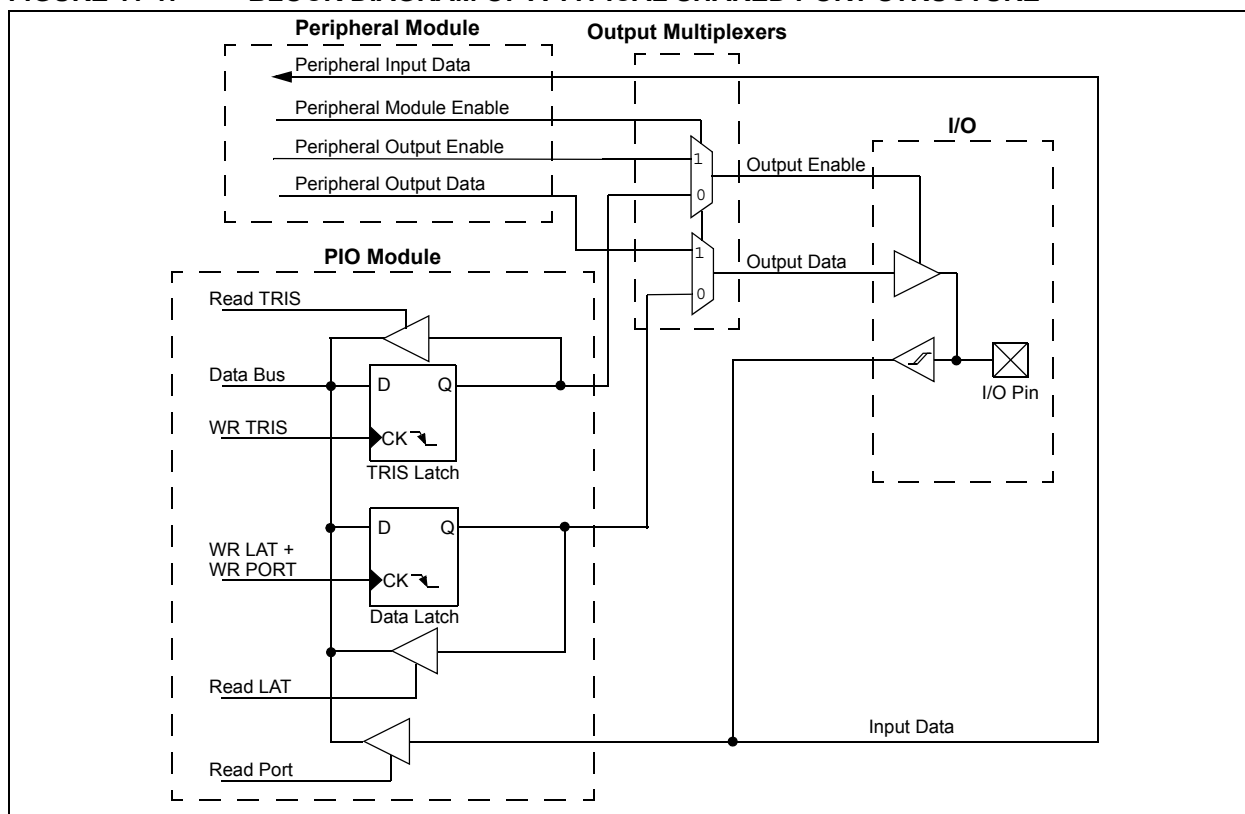 Peripheral Module
Output Multiplexers
Peripheral Input Data
Peripheral Module Enable
I/O
Peripheral Output Enable
1
Output Enable
Peripheral Output Data
0
PIO Module
1
Output Data
0
Read TRIS
Data Bus
D
Q
I/O Pin
WR TRIS
CK
TRIS Latch
D
Q
WR LAT +
WR PORT
CK
Data Latch
Read LAT
Input Data
Read Port